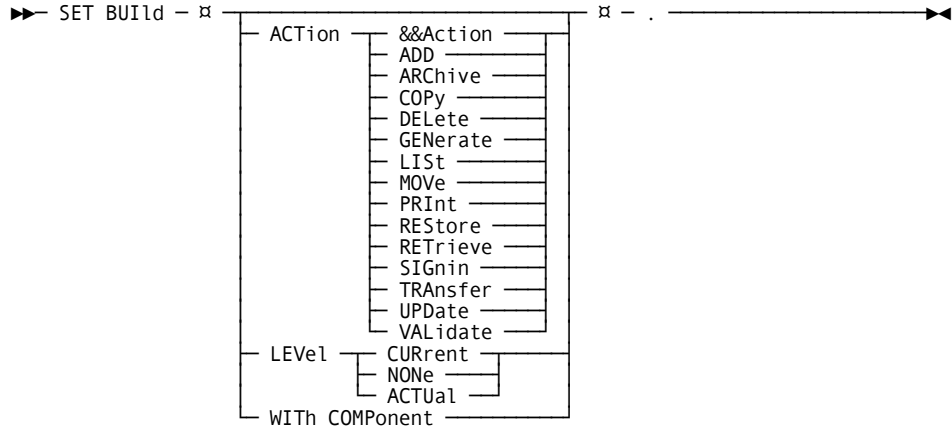 SET BUIld ¤ ¤ .
ACTion &&Action
ADD
ARChive
COPy
DELete
GENerate
LISt
MOVe
PRInt
REStore
RETrieve
SIGnin
TRAnsfer
UPDate
VALidate
LEVel CURrent
NONe
ACTUal
WITh COMPonent